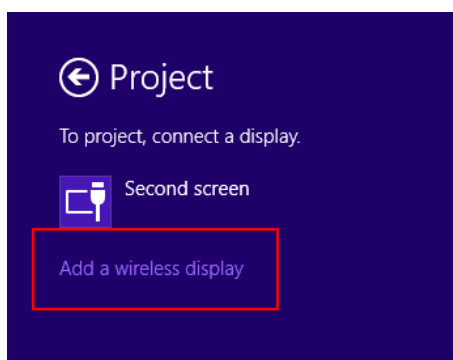 Project
To project, connect a display.
Second screen
Add a wireless display